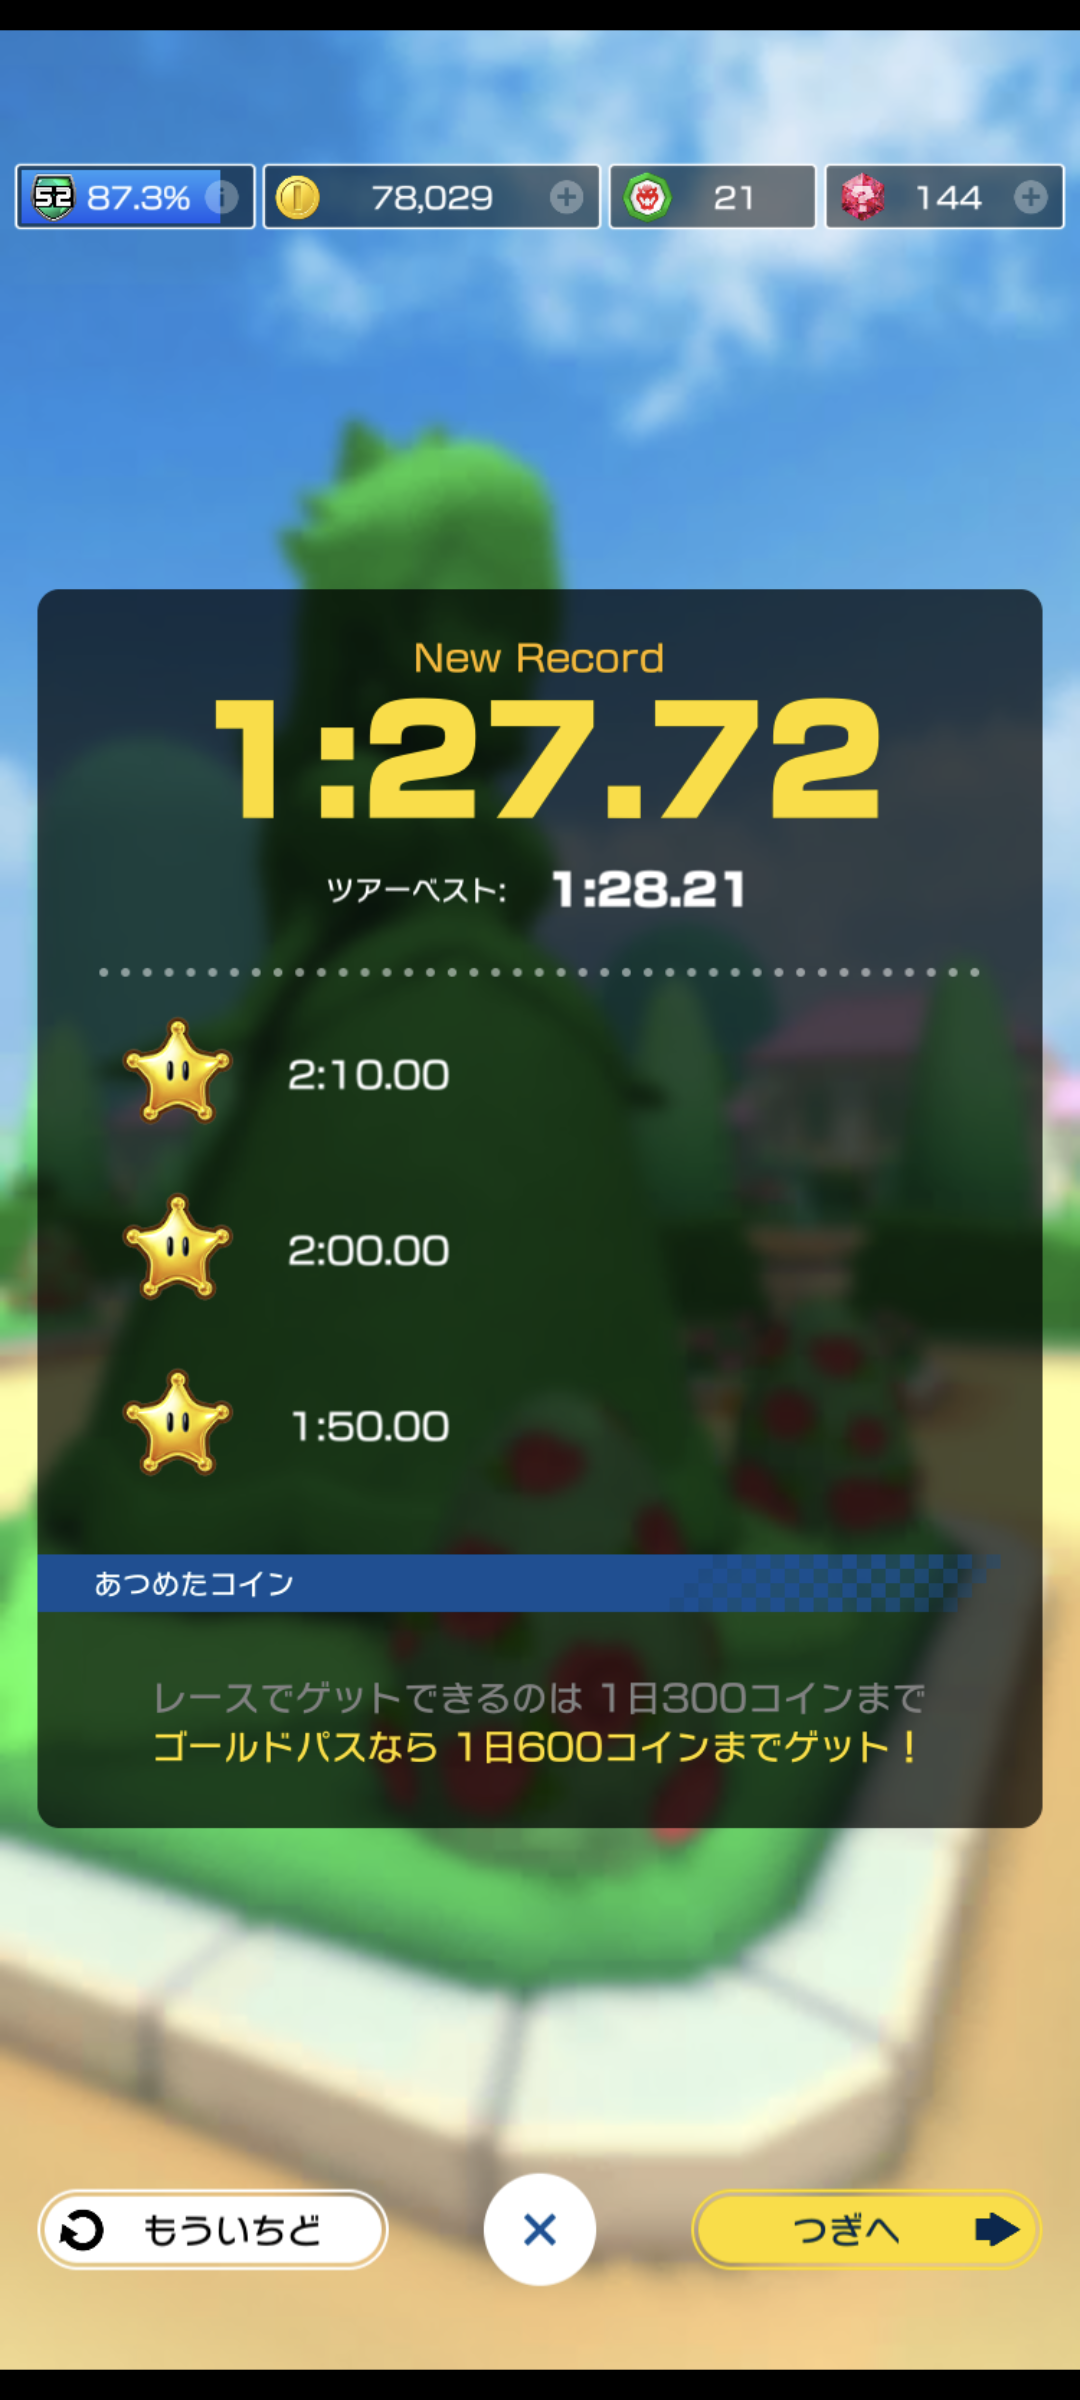 52 87.3% 78,029 21 144
New Record
1:27.72
ツアーベスト: 1:28.21
2:10.00
2:00.00
1:50.00
あつめたコイン
レースでゲットできるのは 1日300コインまで
ゴールドパスなら 1日600コインまでゲット！
もういちど つぎへ